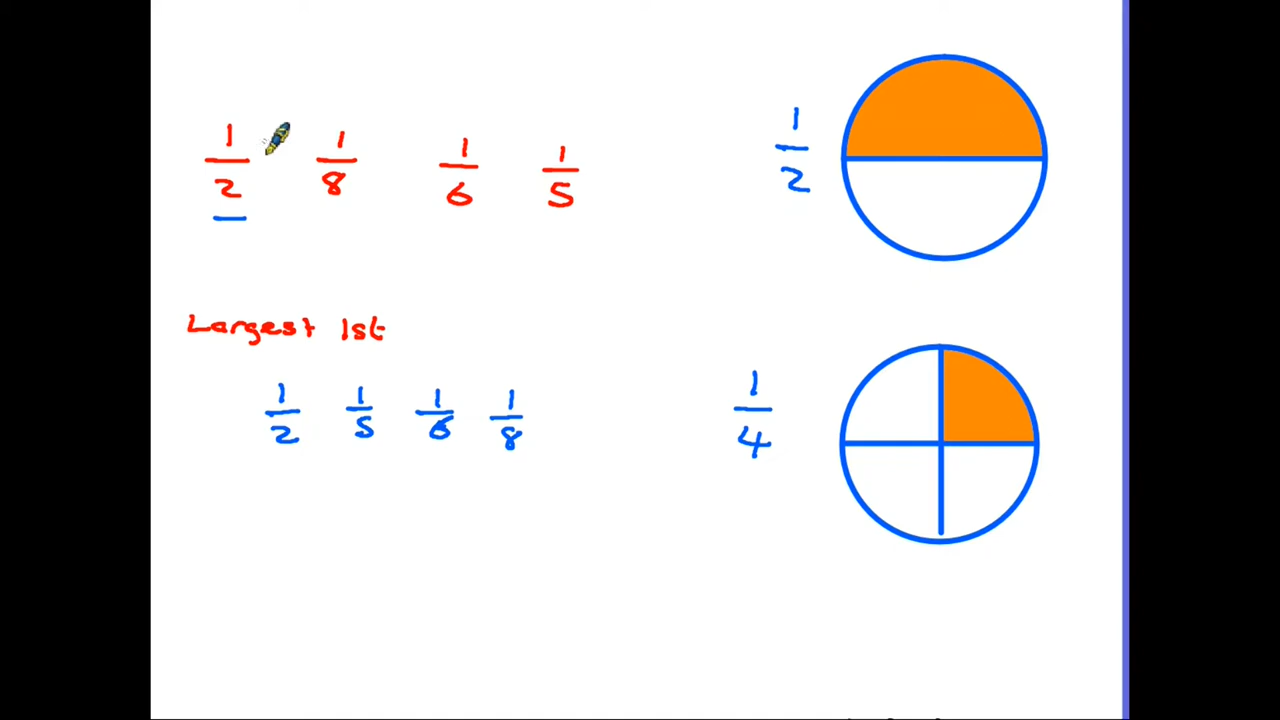 1/2 1/8 1/6 1/5
1/2
Largest 1st
1/2 1/5 1/6 1/8
1/4